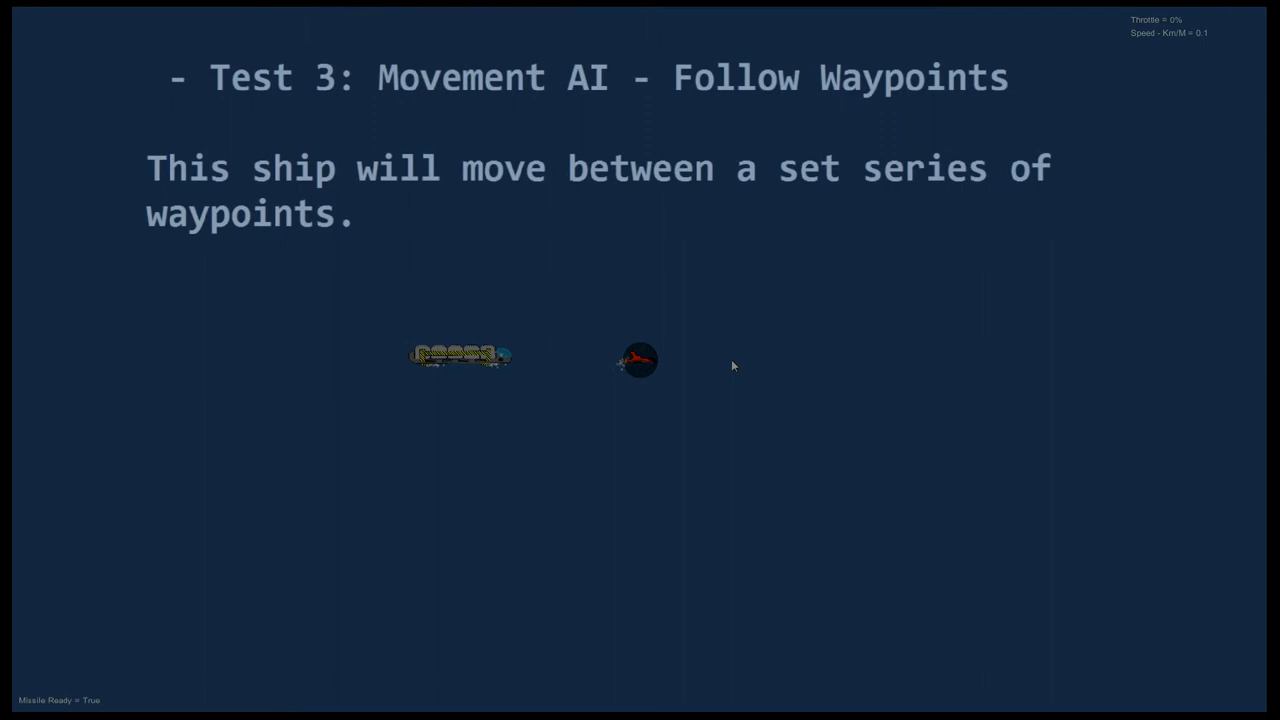 Throttle = 0%
Speed - Km/M = 0.1
- Test 3: Movement AI - Follow Waypoints
This ship will move between a set series of
waypoints.
Missile Ready = True